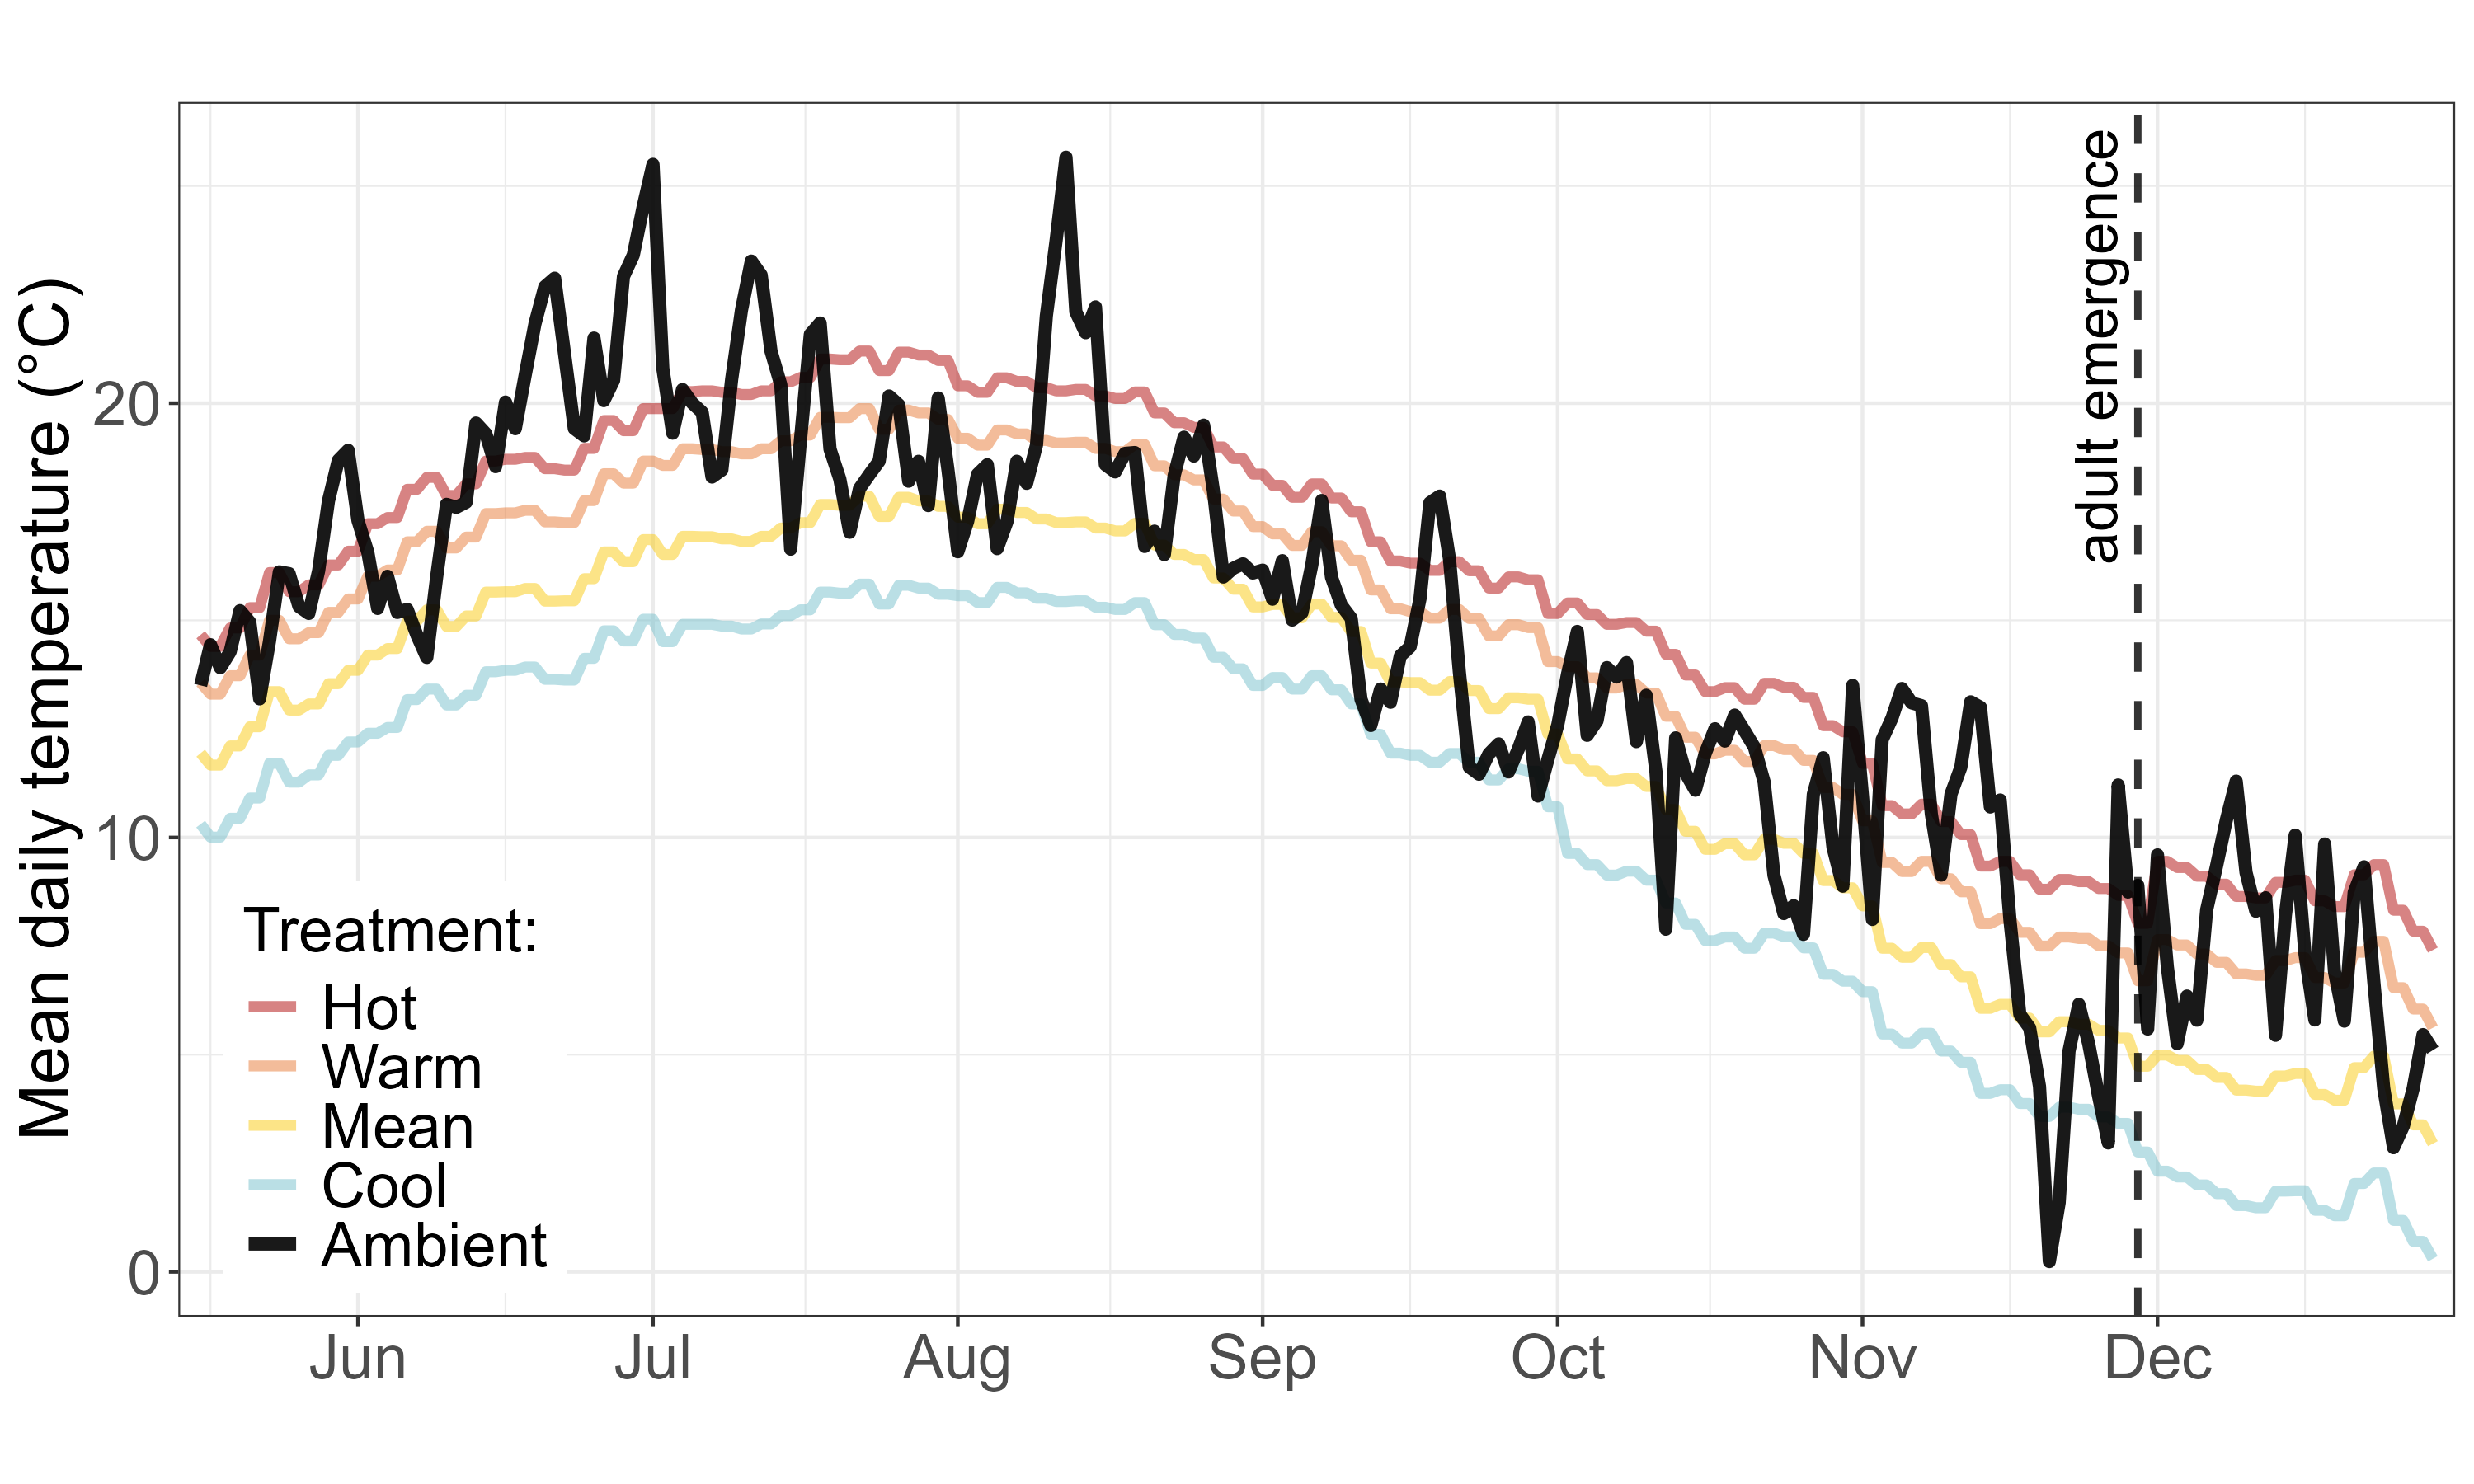 Mean daily temperature (°C)
20
10
0
adult emergence
Treatment:
Hot
Warm
Mean
Cool
Ambient
Jun
Jul
Aug
Sep
Oct
Nov
Dec